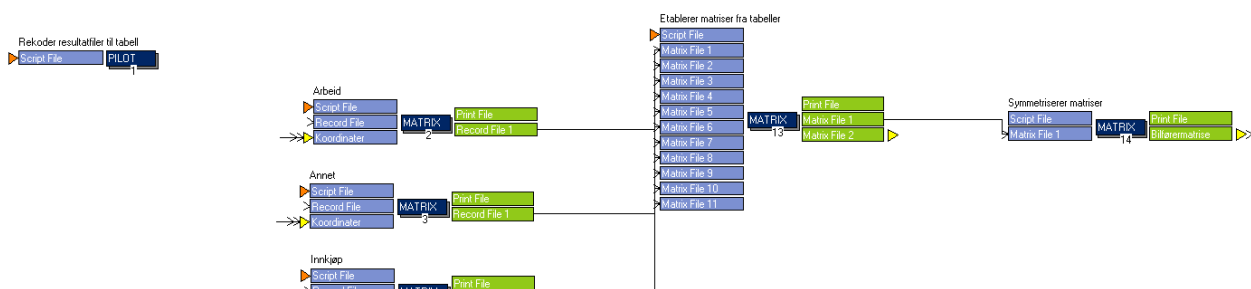 Rekoder resultatfiler til tabell
Script File PILOT
1
Arbeid
Script File
Record File MATRIX Print File
Koordinater 2 Record File 1
Annet
Script File
Record File MATRIX Print File
Koordinater 3 Record File 1
Innkjøp
Script File
Record File MATRIX Print File
Etablerer matriser fra tabeller
Script File
Matrix File 1
Matrix File 2
Matrix File 3
Matrix File 4
Matrix File 5
Matrix File 6
Matrix File 7
Matrix File 8
Matrix File 9
Matrix File 10
Matrix File 11
MATRIX
13
Print File
Matrix File 1
Matrix File 2
Symmetriserer matriser
Script File
Matrix File 1
MATRIX
14
Print File
Bilførermatrise